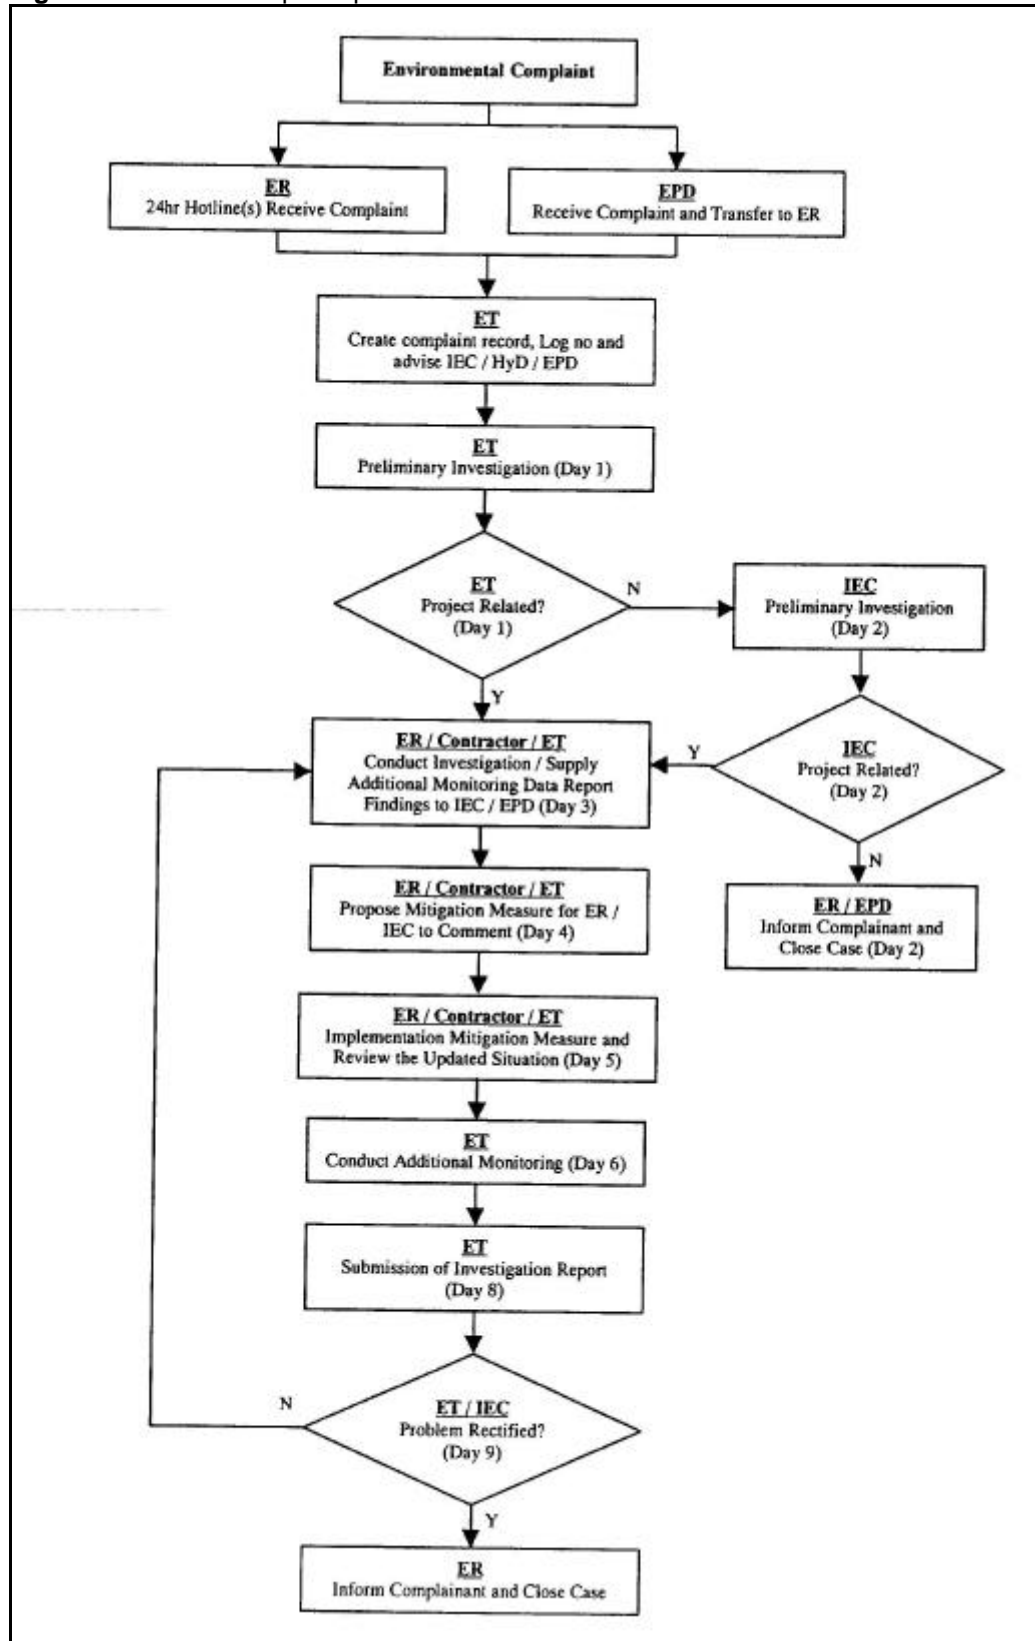 Environmental Complaint
ER
24hr Hotline(s) Receive Complaint
EPD
Receive Complaint and Transfer to ER
ET
Create complaint record, Log no and
advise IEC / HyD / EPD
ET
Preliminary Investigation (Day 1)
ET
Project Related?
(Day 1)
N
IEC
Preliminary Investigation
(Day 2)
Y
ER / Contractor / ET
Conduct Investigation / Supply
Additional Monitoring Data Report
Findings to IEC / EPD (Day 3)
Y
IEC
Project Related?
(Day 2)
N
ER / EPD
Inform Complainant and
Close Case (Day 2)
ER / Contractor / ET
Propose Mitigation Measure for ER /
IEC to Comment (Day 4)
ER / Contractor / ET
Implementation Mitigation Measure and
Review the Updated Situation (Day 5)
ET
Conduct Additional Monitoring (Day 6)
ET
Submission of Investigation Report
(Day 8)
N
ET / IEC
Problem Rectified?
(Day 9)
Y
ER
Inform Complainant and Close Case